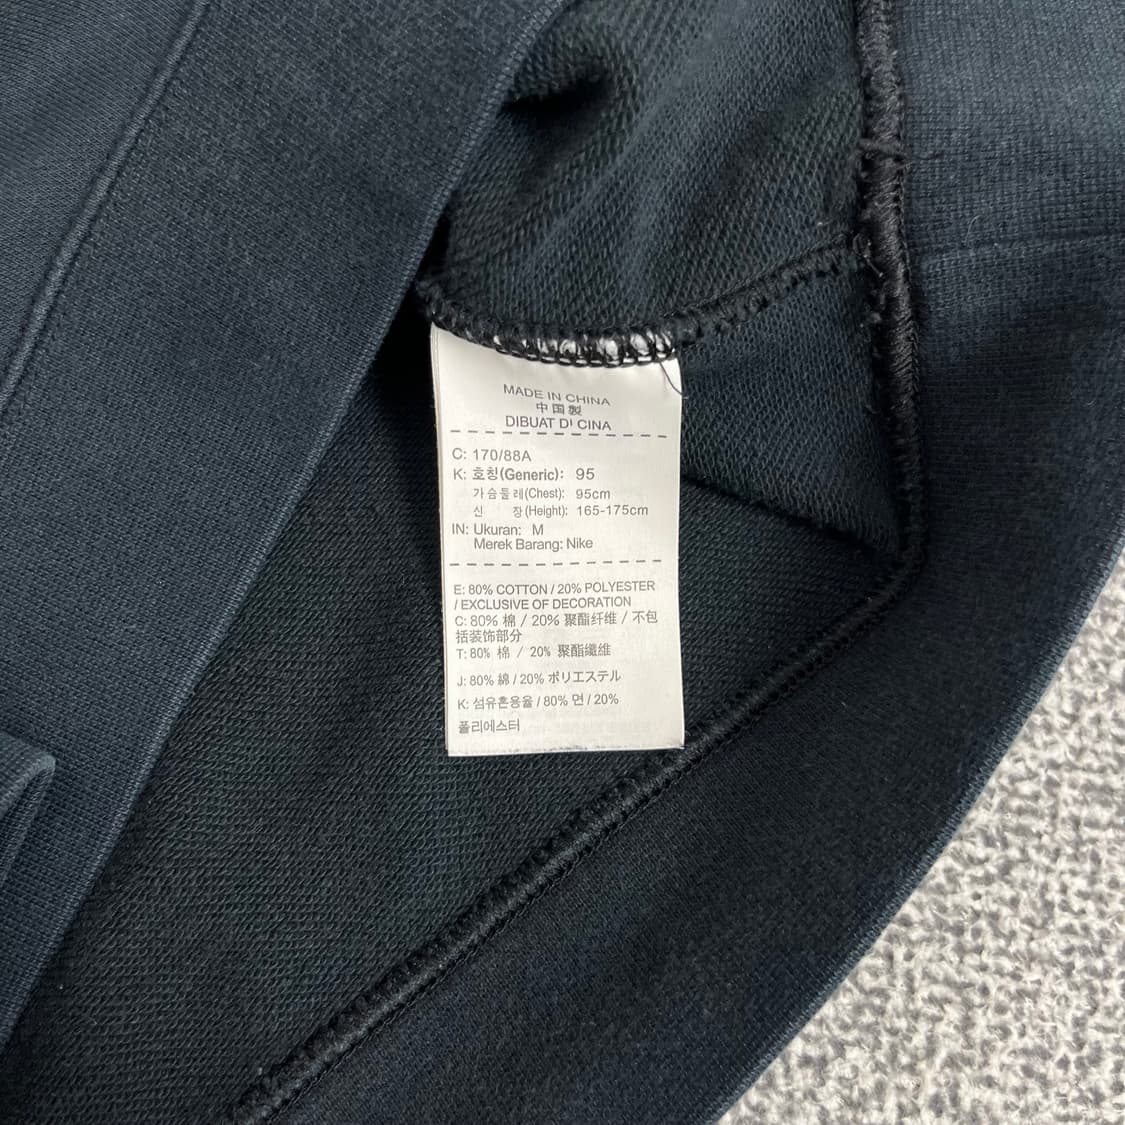 MADE IN CHINA
中国製
DIBUAT DI CINA
C: 170/88A
K: 호칭(Generic): 95
가슴둘레(Chest): 95cm
신 장(Height): 165-175cm
IN: Ukuran: M
Merek Barang: Nike
E: 80% COTTON / 20% POLYESTER
/ EXCLUSIVE OF DECORATION
C: 80% 棉 / 20% 聚酯纤维 / 不包
括装饰部分
T: 80% 棉 / 20% 聚酯纖維
J: 80% 綿 / 20% ポリエステル
K: 섬유혼용율 / 80% 면 / 20%
폴리에스터